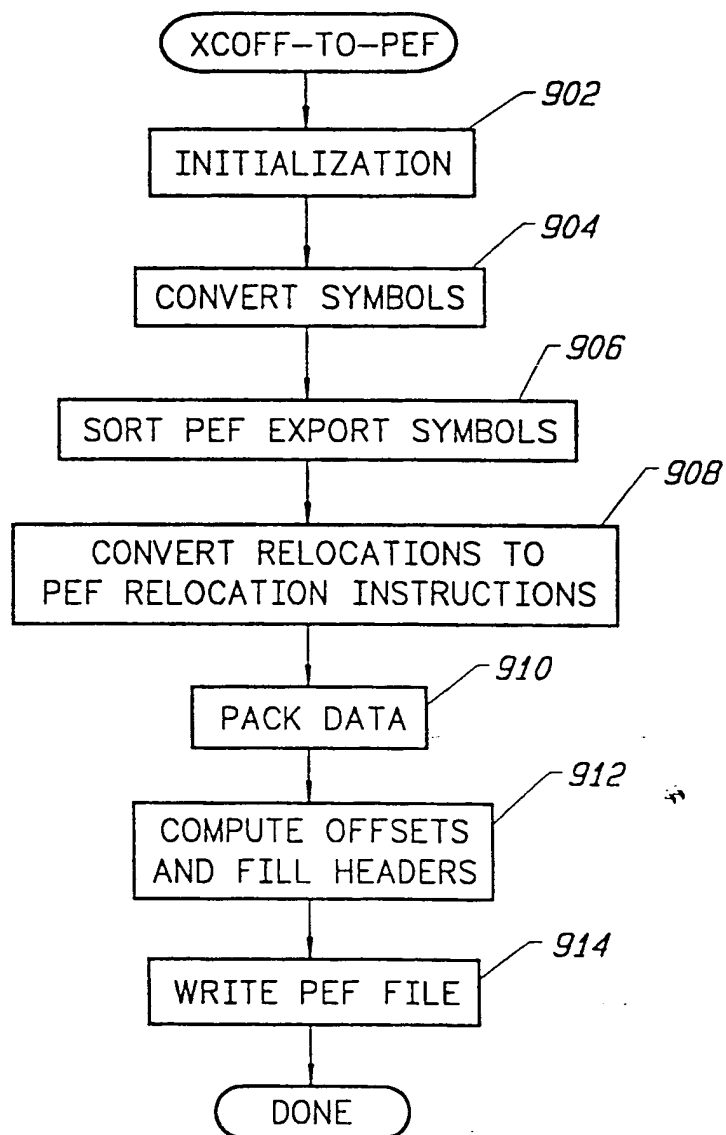 XCOFF-TO-PEF
902
INITIALIZATION
904
CONVERT SYMBOLS
906
SORT PEF EXPORT SYMBOLS
908
CONVERT RELOCATIONS TO
PEF RELOCATION INSTRUCTIONS
910
PACK DATA
912
COMPUTE OFFSETS
AND FILL HEADERS
914
WRITE PEF FILE
DONE